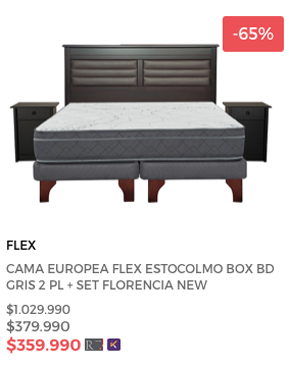 -65%
FLEX
CAMA EUROPEA FLEX ESTOCOLMO BOX BD
GRIS 2 PL + SET FLORENCIA NEW
$1.029.990
$379.990
$359.990